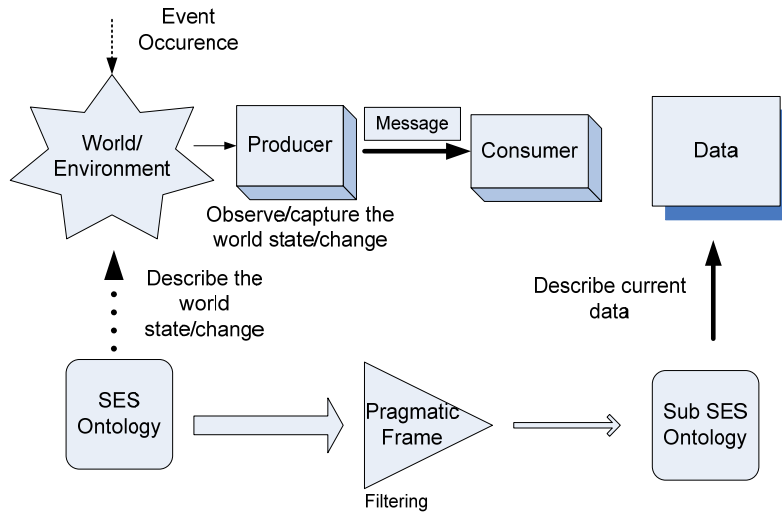 Event
Occurence
World/
Environment
Producer
Message
Consumer
Data
Observe/capture the
world state/change
Describe the
world
state/change
Describe current
data
SES
Ontology
Pragmatic
Frame
Filtering
Sub SES
Ontology